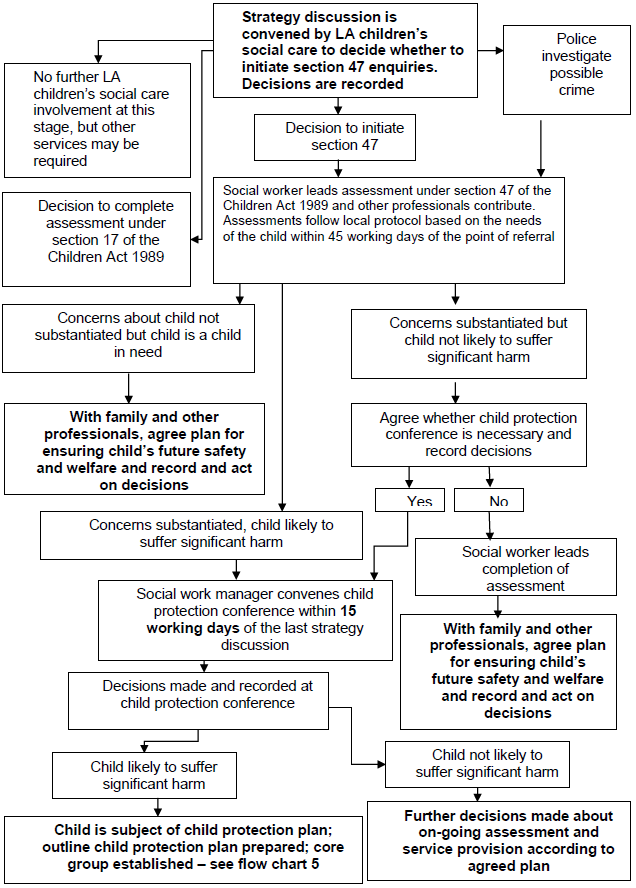 Strategy discussion is
convened by LA children's
social care to decide whether to
initiate section 47 enquiries.
Decisions are recorded
Police
investigate
possible
crime
No further LA
children's social care
involvement at this
stage, but other
services may be
required
Decision to initiate
section 47
Social worker leads assessment under section 47 of the
Children Act 1989 and other professionals contribute.
Assessments follow local protocol based on the needs
of the child within 45 working days of the point of referral
Decision to complete
assessment under
section 17 of the
Children Act 1989
Concerns about child not
substantiated but child is a child
in need
Concerns substantiated but
child not likely to suffer
significant harm
With family and other
professionals, agree plan for
ensuring child's future safety
and welfare and record and act
on decisions
Agree whether child protection
conference is necessary and
record decisions
Yes
No
Concerns substantiated, child likely to
suffer significant harm
Social worker leads
completion of
assessment
Social work manager convenes child
protection conference within 15
working days of the last strategy
discussion
With family and other
professionals, agree plan
for ensuring child's
future safety and welfare
and record and act on
decisions
Decisions made and recorded at
child protection conference
Child likely to suffer
significant harm
Child not likely to
suffer significant harm
Child is subject of child protection plan;
outline child protection plan prepared; core
group established – see flow chart 5
Further decisions made about
on-going assessment and
service provision according to
agreed plan